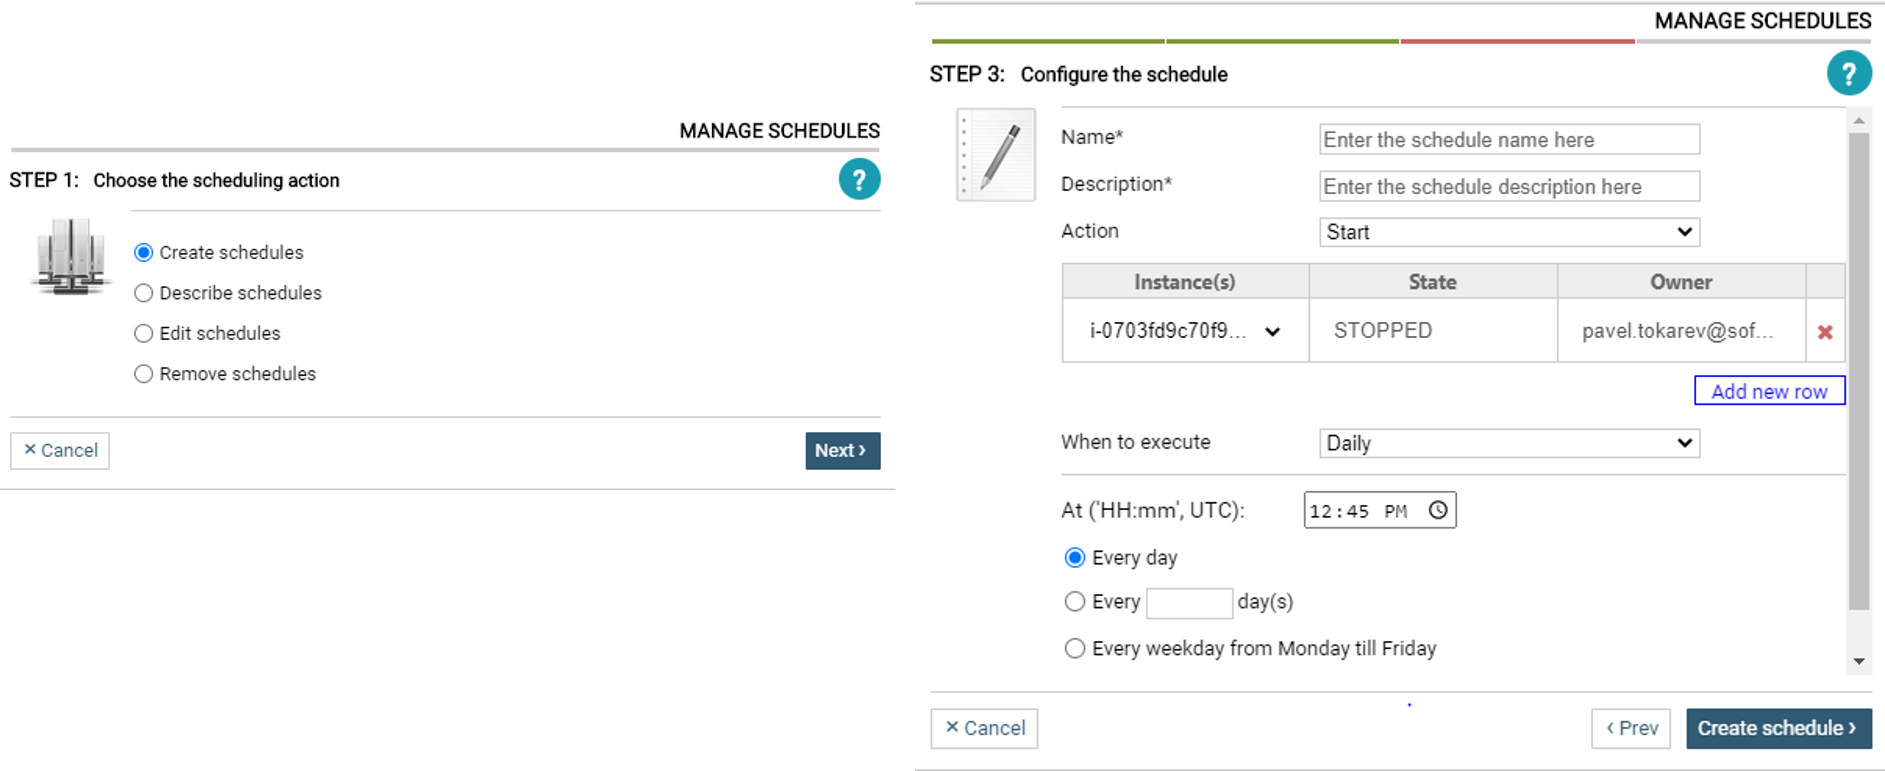 MANAGE SCHEDULES
STEP 1: Choose the scheduling action
?
Create schedules
Describe schedules
Edit schedules
Remove schedules
× Cancel
Next ›
MANAGE SCHEDULES
STEP 3: Configure the schedule
?
Name* Enter the schedule name here
Description* Enter the schedule description here
Action Start
Instance(s) State Owner
i-0703fd9c70f9... STOPPED pavel.tokarev@sof...
Add new row
When to execute Daily
At ('HH:mm', UTC): 12:45 PM
Every day
Every day(s)
Every weekday from Monday till Friday
× Cancel
‹ Prev
Create schedule ›